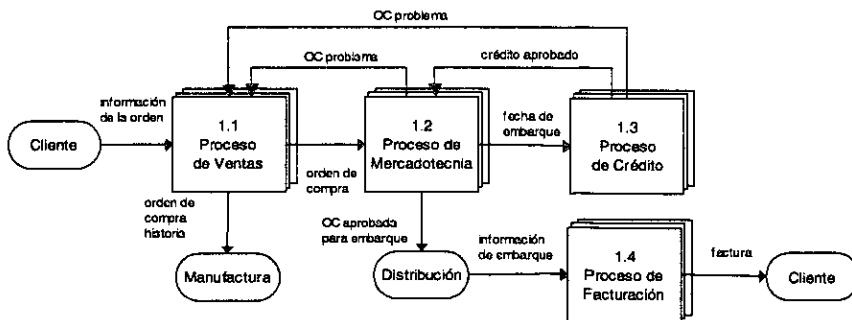 OC problema
OC problema
crédito aprobado
información
de la orden
Cliente
1.1
Proceso
de Ventas
orden de
compra
1.2
Proceso de
Mercadotecnia
fecha de
embarque
1.3
Proceso
de Crédito
orden de
compra
historia
Manufactura
OC aprobada
para embarque
Distribución
información
de embarque
1.4
Proceso de
Facturación
factura
Cliente